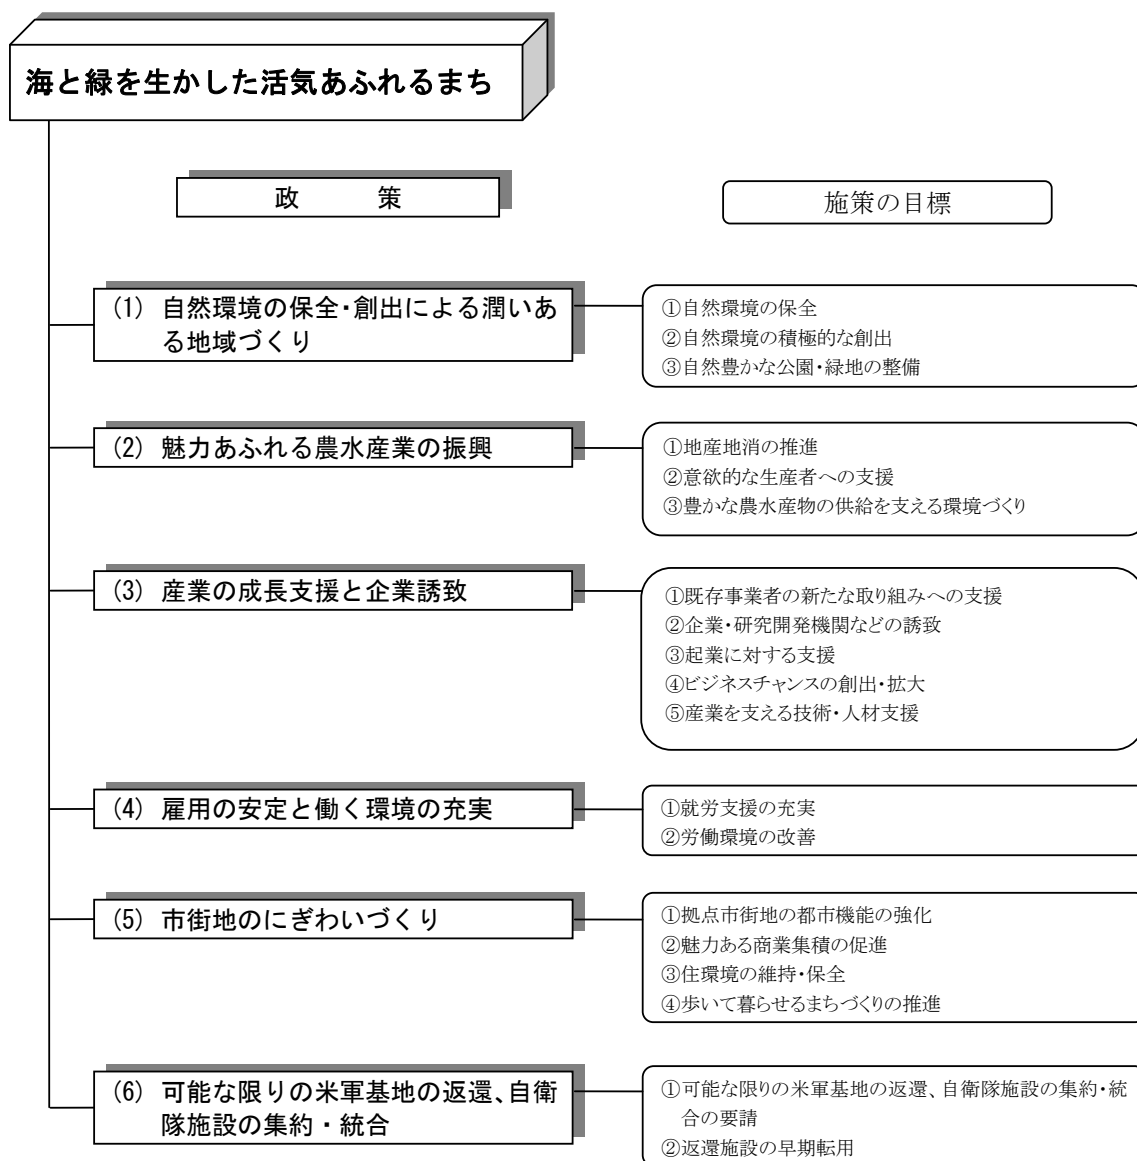 海と緑を生かした活気あふれるまち
政　　策
施策の目標
(1) 自然環境の保全・創出による潤いあ
る地域づくり
①自然環境の保全
②自然環境の積極的な創出
③自然豊かな公園・緑地の整備
(2) 魅力あふれる農水産業の振興
①地産地消の推進
②意欲的な生産者への支援
③豊かな農水産物の供給を支える環境づくり
(3) 産業の成長支援と企業誘致
①既存事業者の新たな取り組みへの支援
②企業・研究開発機関などの誘致
③起業に対する支援
④ビジネスチャンスの創出・拡大
⑤産業を支える技術・人材支援
(4) 雇用の安定と働く環境の充実
①就労支援の充実
②労働環境の改善
(5) 市街地のにぎわいづくり
①拠点市街地の都市機能の強化
②魅力ある商業集積の促進
③住環境の維持・保全
④歩いて暮らせるまちづくりの推進
(6) 可能な限りの米軍基地の返還、自衛
隊施設の集約・統合
①可能な限りの米軍基地の返還、自衛隊施設の集約・統
合の要請
②返還施設の早期転用